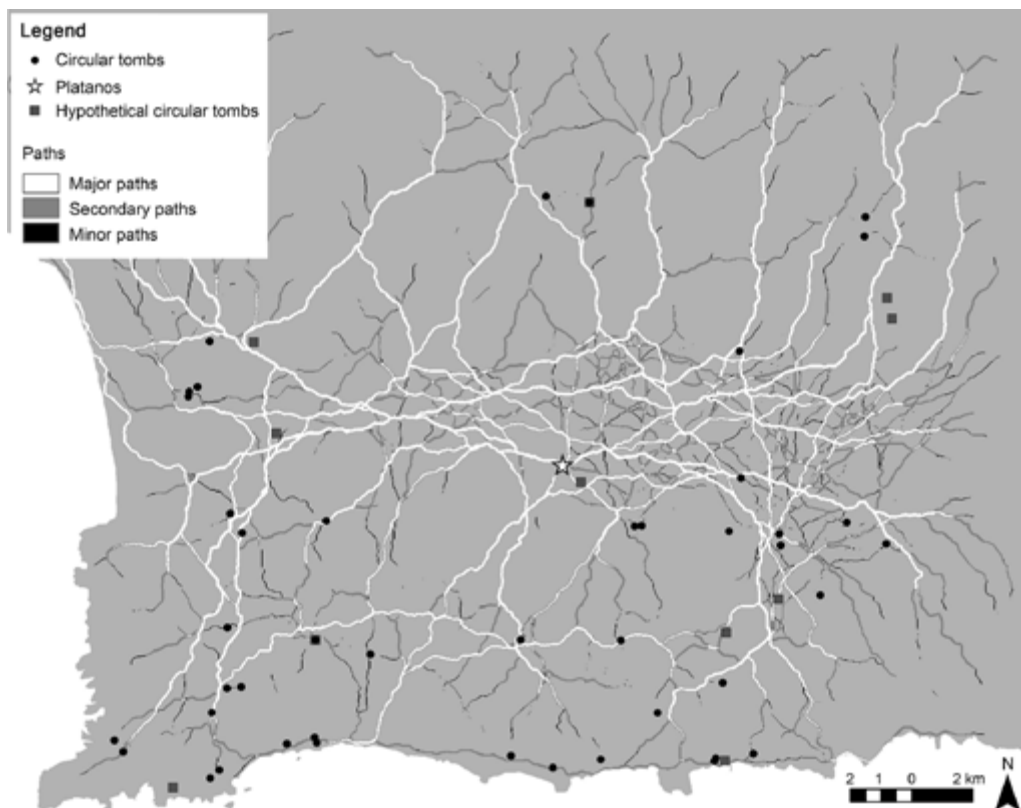 Legend
Circular tombs
Platanos
Hypothetical circular tombs
Paths
Major paths
Secondary paths
Minor paths
N
2 1 0 2 km